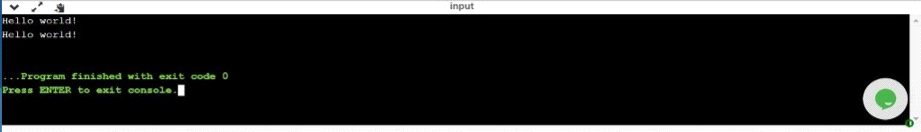 input
Hello world!
Hello world!
...Program finished with exit code 0
Press ENTER to exit console.